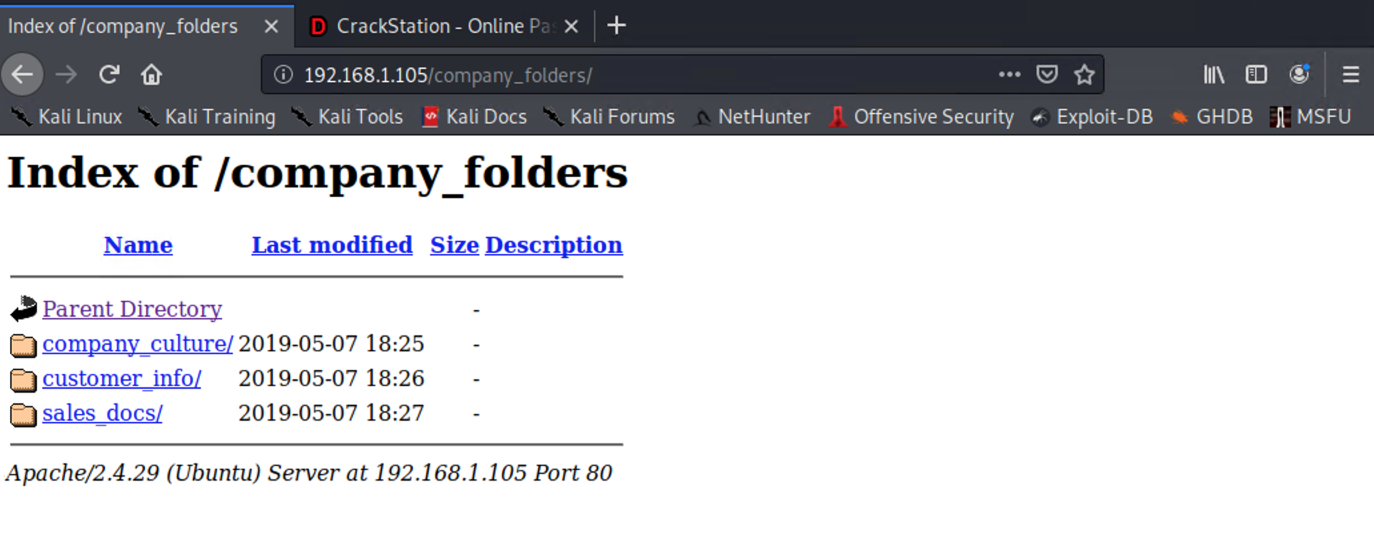 Index of /company_folders CrackStation - Online Pas
192.168.1.105/company_folders/
Kali Linux Kali Training Kali Tools Kali Docs Kali Forums NetHunter Offensive Security Exploit-DB GHDB MSFU
Index of /company_folders
Name Last modified Size Description
Parent Directory -
company_culture/ 2019-05-07 18:25 -
customer_info/ 2019-05-07 18:26 -
sales_docs/ 2019-05-07 18:27 -
Apache/2.4.29 (Ubuntu) Server at 192.168.1.105 Port 80